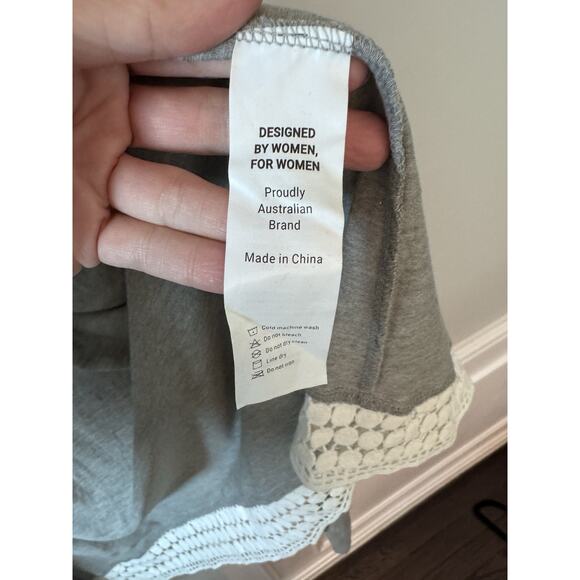 DESIGNED
BY WOMEN,
FOR WOMEN
Proudly
Australian
Brand
Made in China
Cold machine wash
Do not bleach
Do not dry clean
Line dry
Do not iron